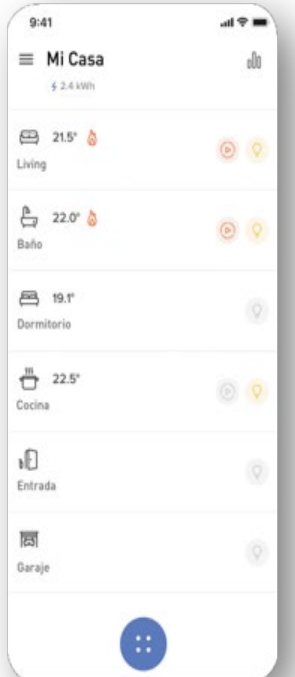 9:41
Mi Casa
2.4 kWh
21.5°
Living
22.0°
Baño
19.1°
Dormitorio
22.5°
Cocina
Entrada
Garaje